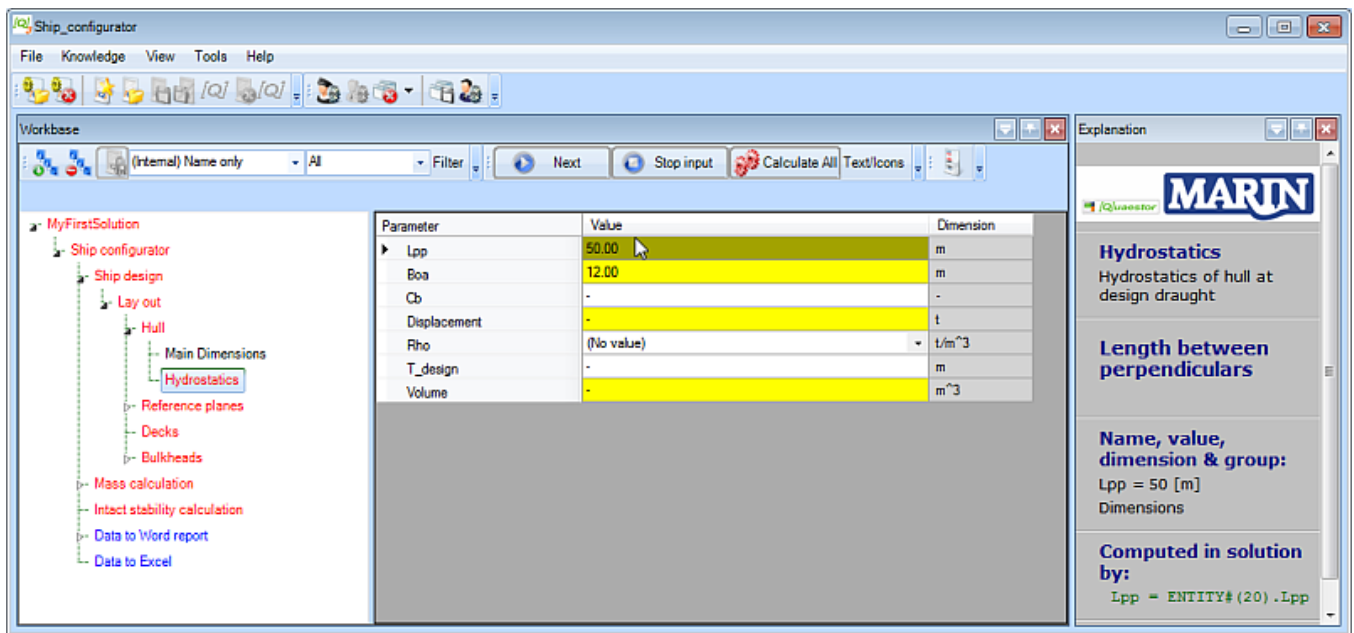 Ship_configurator
File Knowledge View Tools Help
[Q] [Q]
Workbase
(Internal) Name only All Filter Next Stop input Calculate All Text/Icons
MyFirstSolution
Ship configurator
Ship design
Lay out
Hull
Main Dimensions
Hydrostatics
Reference planes
Decks
Bulkheads
Mass calculation
Intact stability calculation
Data to Word report
Data to Excel
Parameter Value Dimension
Lpp 50.00 m
Boa 12.00 m
Cb - -
Displacement - t
Rho (No value) t/m^3
T_design - m
Volume - m^3
Explanation
[Q]uaestor MARIN
Hydrostatics
Hydrostatics of hull at
design draught
Length between
perpendiculars
Name, value,
dimension & group:
Lpp = 50 [m]
Dimensions
Computed in solution
by:
Lpp = ENTITY#(20).Lpp